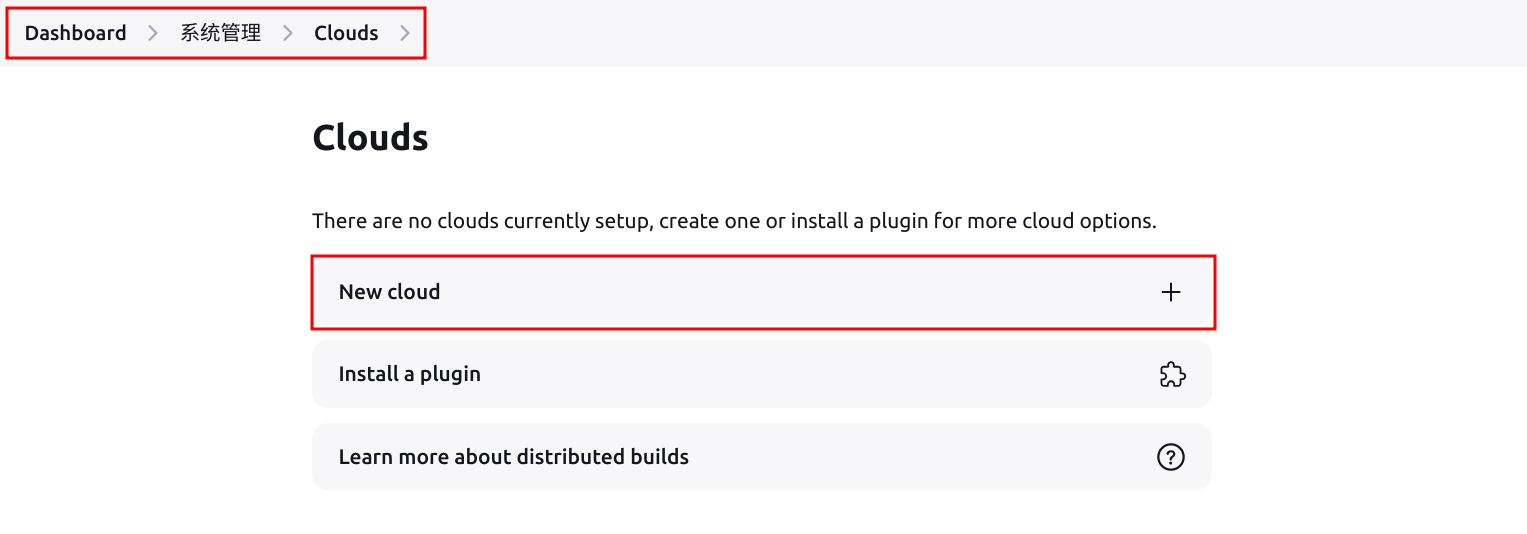 Dashboard 系统管理 Clouds
Clouds
There are no clouds currently setup, create one or install a plugin for more cloud options.
New cloud
Install a plugin
Learn more about distributed builds